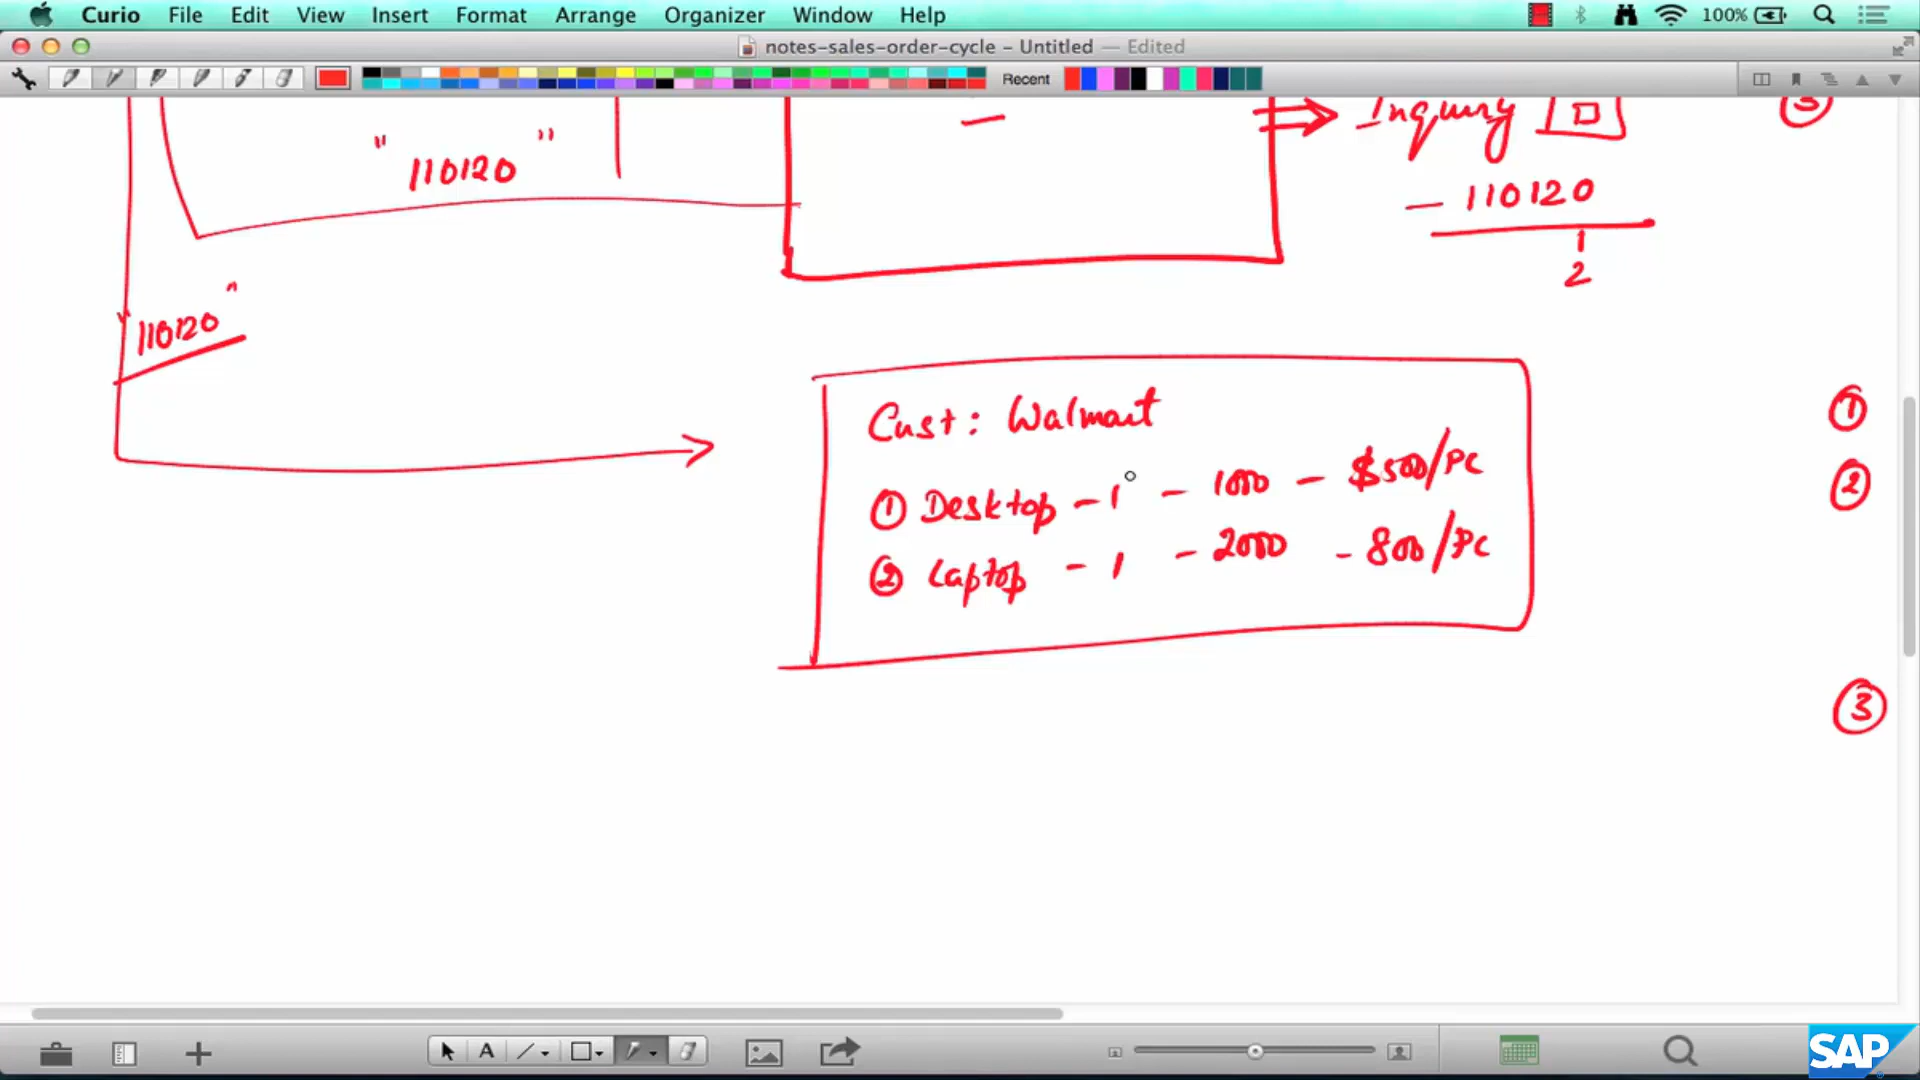 Curio File Edit View Insert Format Arrange Organizer Window Help 100%
notes-sales-order-cycle - Untitled — Edited
Recent
Inquiry
3
" 110120 "
- 110120
1
2
"110120"
Cust: Walmart
1
① Desktop - 1 - 1000 - $500/PC
2
② Laptop - 1 - 2000 - 800/PC
3
A
SAP